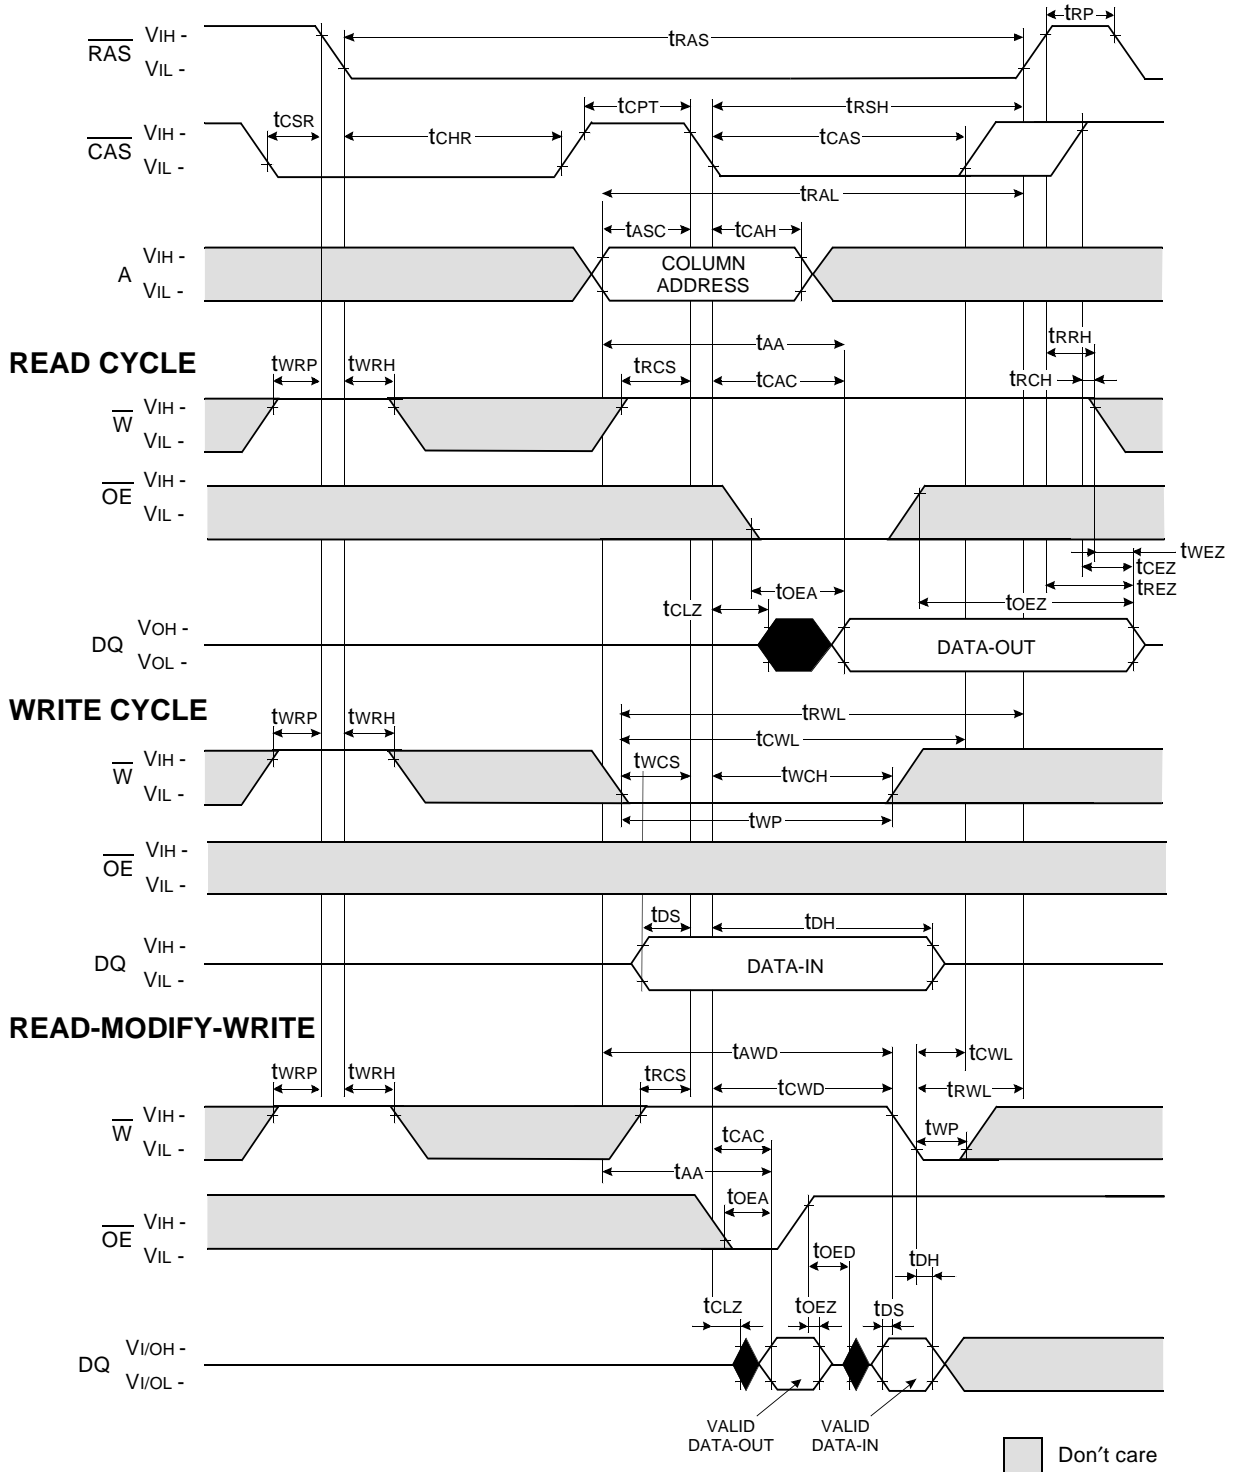 tRP
RAS
VIH -
VIL -
tRAS
tCSR
tCPT
tRSH
CAS
VIH -
VIL -
tCHR
tCAS
tRAL
tASC
tCAH
A
VIH -
VIL -
COLUMN
ADDRESS
READ CYCLE
tAA
tRRH
tWRP
tWRH
tRCS
tCAC
tRCH
W
VIH -
VIL -
OE
VIH -
VIL -
tWEZ
tCEZ
tREZ
tOEA
tCLZ
tOEZ
DQ
VOH -
VOL -
DATA-OUT
WRITE CYCLE
tWRP
tWRH
tRWL
tCWL
W
VIH -
VIL -
tWCS
tWCH
tWP
OE
VIH -
VIL -
tDS
tDH
DQ
VIH -
VIL -
DATA-IN
READ-MODIFY-WRITE
tAWD
tCWL
tWRP
tWRH
tRCS
tCWD
tRWL
W
VIH -
VIL -
tCAC
tWP
tAA
tOEA
OE
VIH -
VIL -
tOED
tDH
tCLZ
tOEZ
tDS
DQ
VI/OH -
VI/OL -
VALID
DATA-OUT
VALID
DATA-IN
Don't care